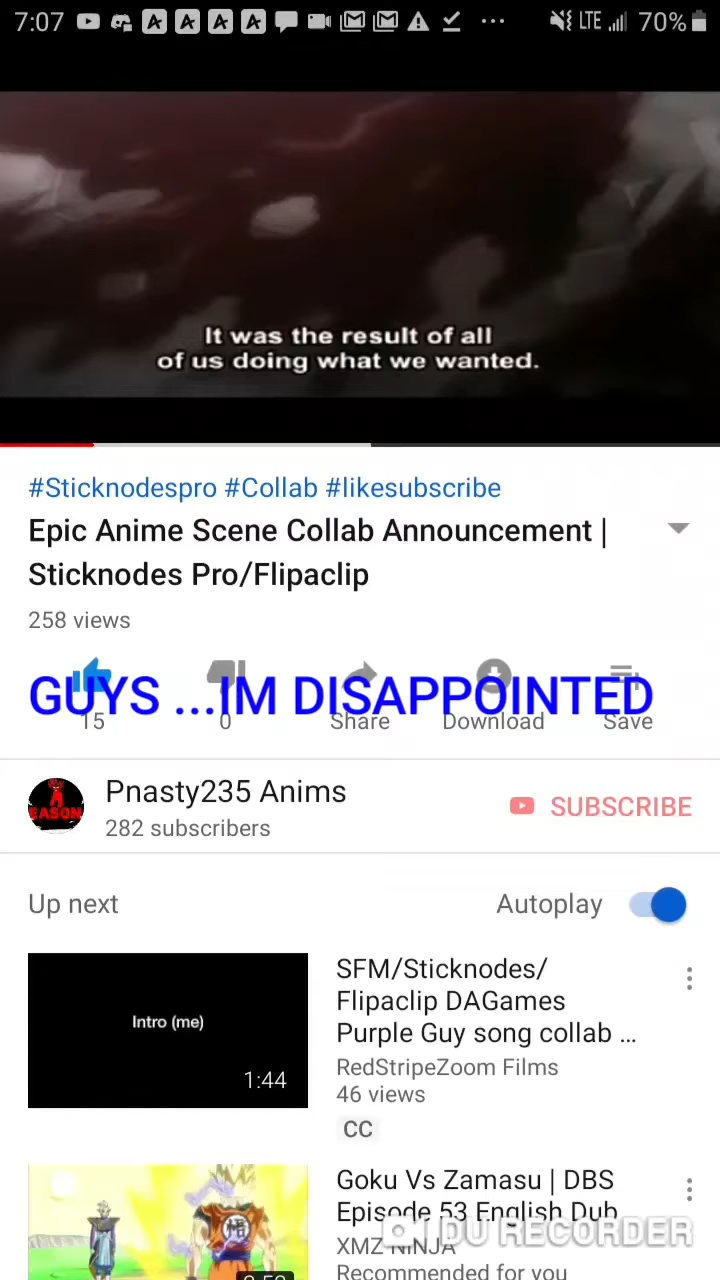 7:07 LTE 70%
It was the result of all
of us doing what we wanted.
#Sticknodespro #Collab #likesubscribe
Epic Anime Scene Collab Announcement |
Sticknodes Pro/Flipaclip
258 views
GUYS ...IM DISAPPOINTED
15 0 Share Download Save
Pnasty235 Anims
SUBSCRIBE
282 subscribers
EASON
Up next Autoplay
Intro (me)
1:44
SFM/Sticknodes/
Flipaclip DAGames
Purple Guy song collab ...
RedStripeZoom Films
46 views
CC
Goku Vs Zamasu | DBS
Episode 53 English Dub
XMZ NINJA
DU RECORDER
Recommended for you